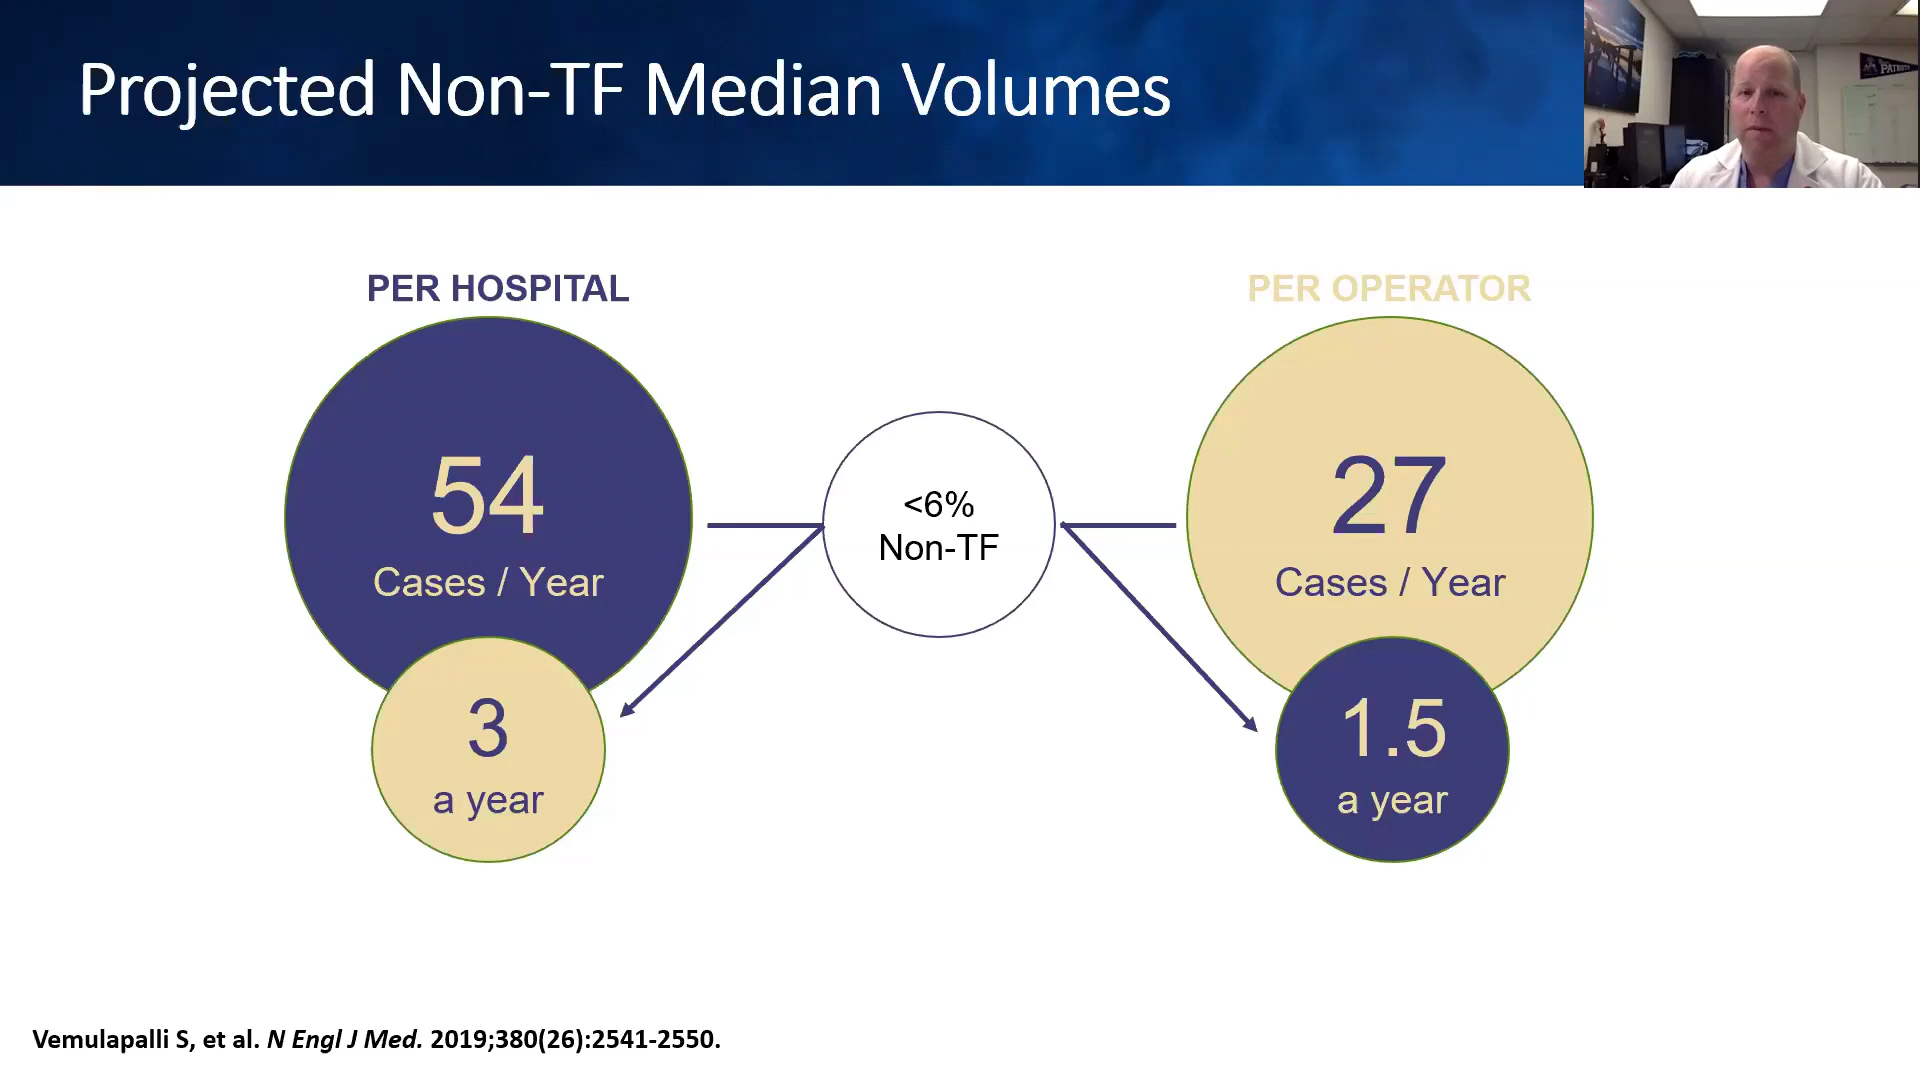 Projected Non-TF Median Volumes
PATRIOTS
PER HOSPITAL
PER OPERATOR
54
Cases / Year
<6%
Non-TF
27
Cases / Year
3
a year
1.5
a year
Vemulapalli S, et al. N Engl J Med. 2019;380(26):2541-2550.